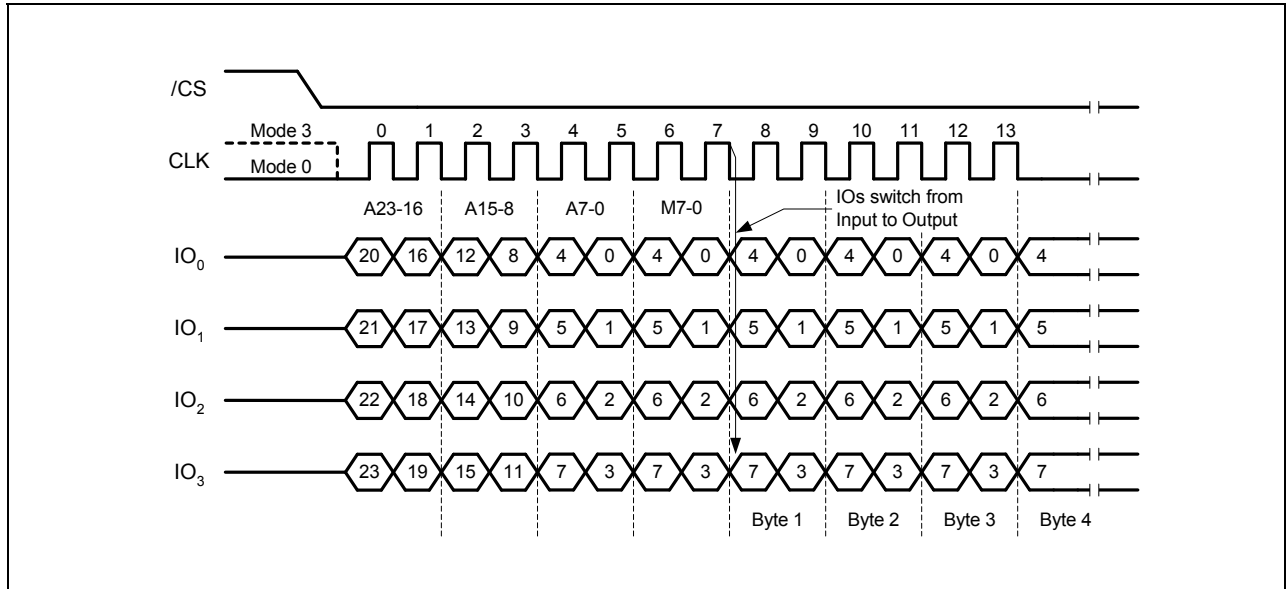 /CS
Mode 3 0 1 2 3 4 5 6 7 8 9 10 11 12 13
CLK
Mode 0
IOs switch from
Input to Output
A23-16 A15-8 A7-0 M7-0
IO0 20 16 12 8 4 0 4 0 4 0 4 0 4 0 4
IO1 21 17 13 9 5 1 5 1 5 1 5 1 5 1 5
IO2 22 18 14 10 6 2 6 2 6 2 6 2 6 2 6
IO3 23 19 15 11 7 3 7 3 7 3 7 3 7 3 7
Byte 1 Byte 2 Byte 3 Byte 4